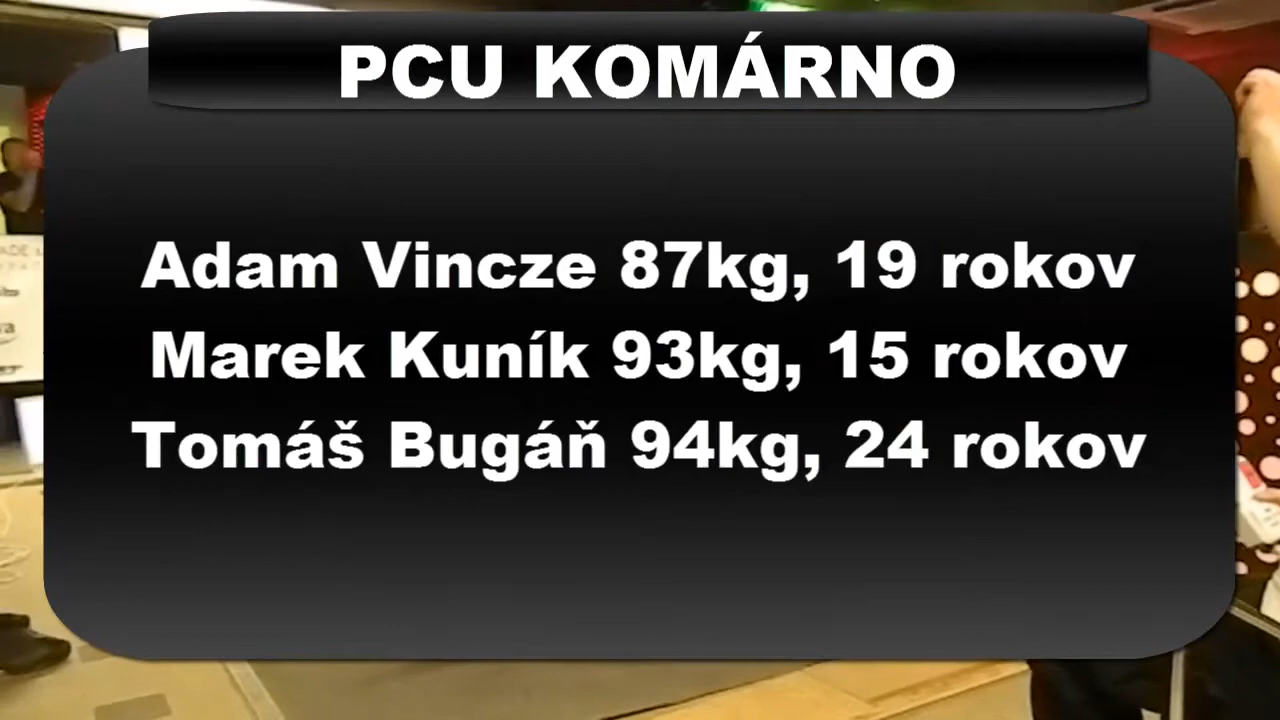 PCU KOMÁRNO
Adam Vincze 87kg, 19 rokov
Marek Kuník 93kg, 15 rokov
Tomáš Bugáň 94kg, 24 rokov